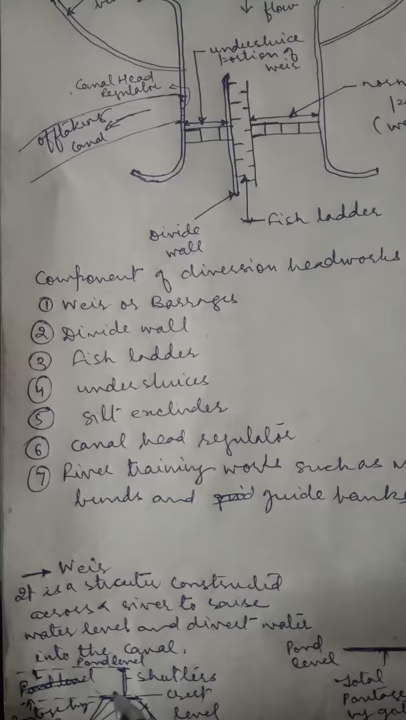 flow
undersluice
portion of
weir
Canal Head
Regulator
offtaking
canal
Divide
wall
Fish ladder
Component of diversion headworks
① Weir or Barrages
② Divide wall
③ Fish ladder
④ undersluices
⑤ silt excluder
⑥ canal head regulator
⑦ River training works such as
bunds and guide banks
→ Weir
It is a structure constructed
across a river to raise
water level and divert water
into the canal.
Pond level
shutters
crest
level
Pond
level
Total
Pontage
by gat